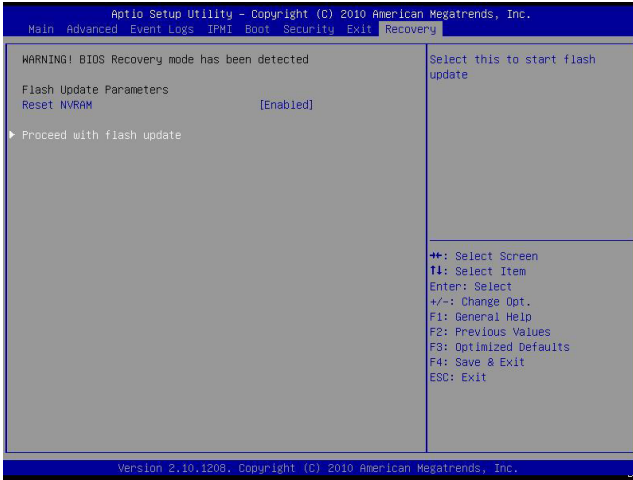 Aptio Setup Utility – Copyright (C) 2010 American Megatrends, Inc.
Main Advanced Event Logs IPMI Boot Security Exit Recovery
WARNING! BIOS Recovery mode has been detected
Flash Update Parameters
Reset NVRAM [Enabled]
▶ Proceed with flash update
Select this to start flash
update
→←: Select Screen
↑↓: Select Item
Enter: Select
+/-: Change Opt.
F1: General Help
F2: Previous Values
F3: Optimized Defaults
F4: Save & Exit
ESC: Exit
Version 2.10.1208. Copyright (C) 2010 American Megatrends, Inc.